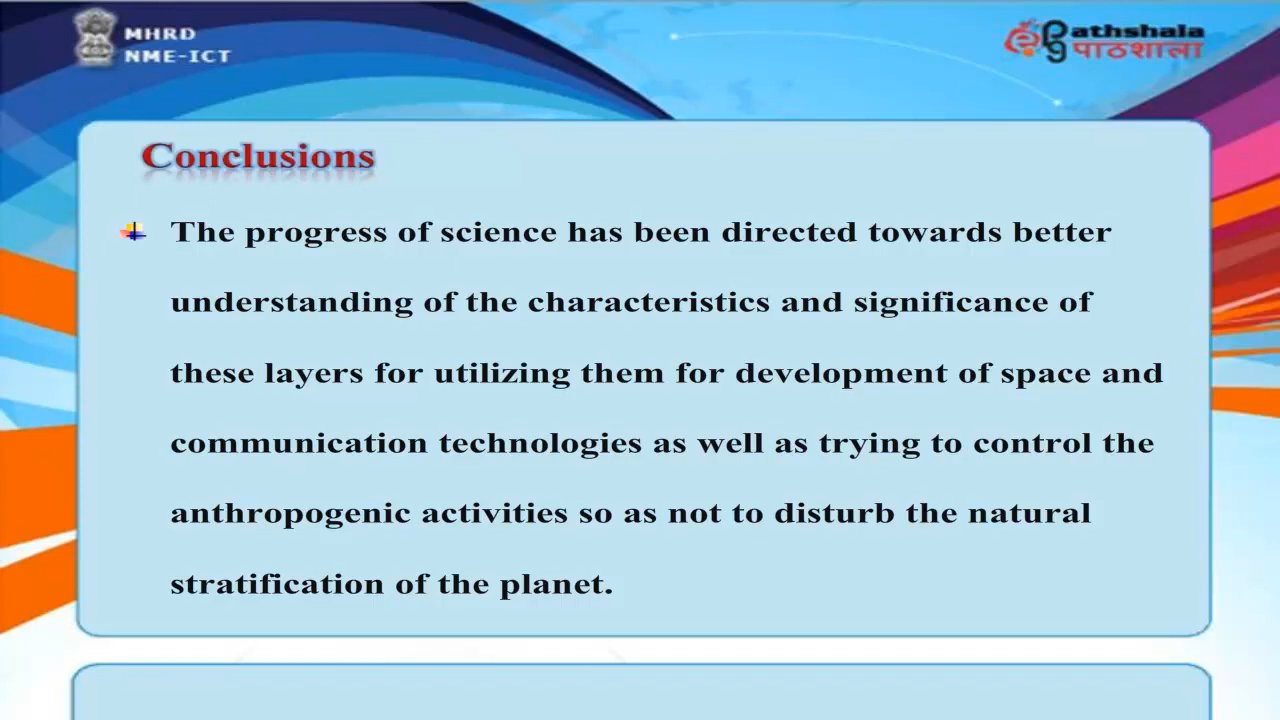 MHRD
NME-ICT
athshala
पाठशाला
Conclusions
The progress of science has been directed towards better
understanding of the characteristics and significance of
these layers for utilizing them for development of space and
communication technologies as well as trying to control the
anthropogenic activities so as not to disturb the natural
stratification of the planet.